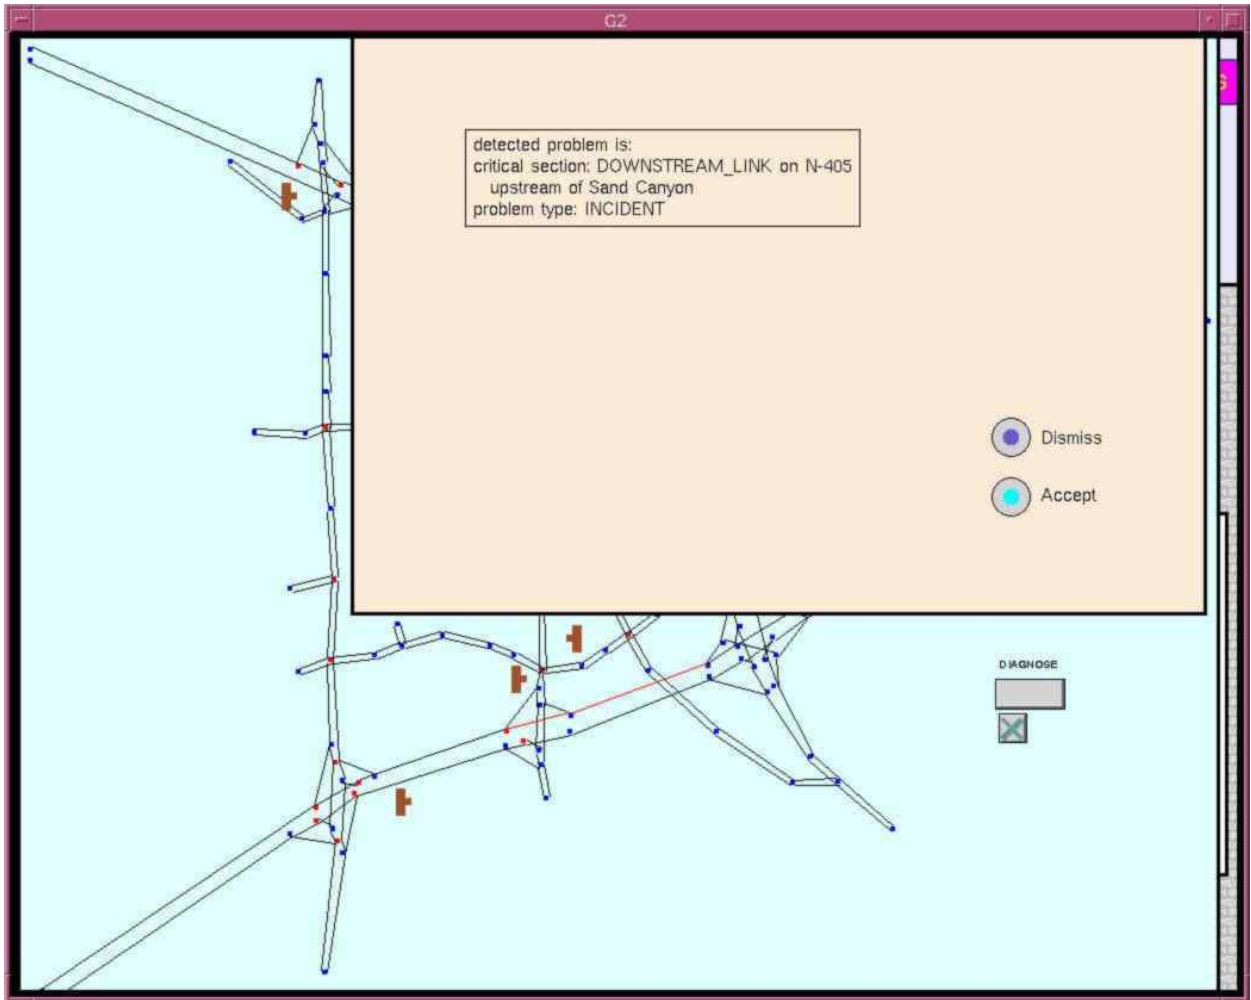 G2
S
detected problem is:
critical section: DOWNSTREAM_LINK on N-405
upstream of Sand Canyon
problem type: INCIDENT
Dismiss
Accept
DIAGNOSE